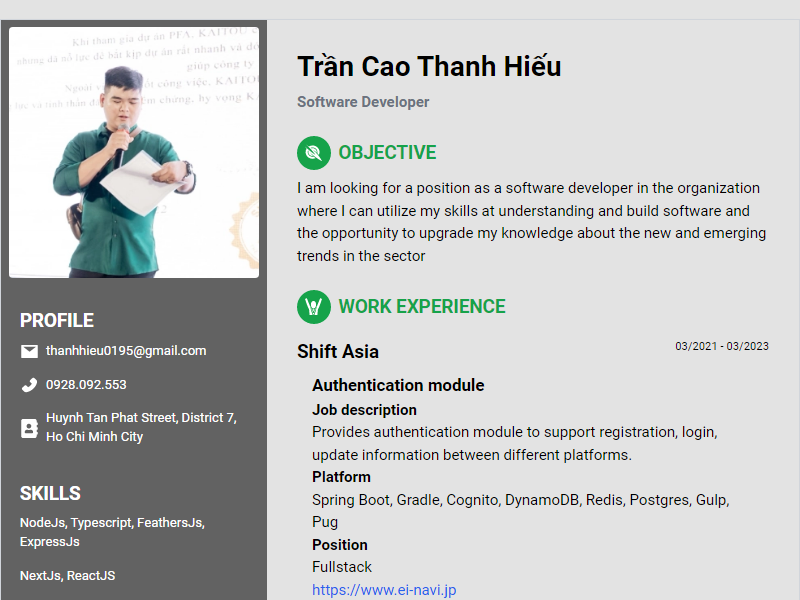 Khi tham gia dự án PFA, KAITOU c
nhưng đã nỗ lực để bắt kịp dự án rất nhanh và đó
giúp công ty
Ngoài
tốt công việc, KAITO
lực và tinh thần
chứng, hy vọng K
PROFILE
thanhhieu0195@gmail.com
0928.092.553
Huynh Tan Phat Street, District 7,
Ho Chi Minh City
SKILLS
NodeJs, Typescript, FeathersJs,
ExpressJs
NextJs, ReactJS
Trần Cao Thanh Hiếu
Software Developer
OBJECTIVE
I am looking for a position as a software developer in the organization
where I can utilize my skills at understanding and build software and
the opportunity to upgrade my knowledge about the new and emerging
trends in the sector
WORK EXPERIENCE
Shift Asia
03/2021 - 03/2023
Authentication module
Job description
Provides authentication module to support registration, login,
update information between different platforms.
Platform
Spring Boot, Gradle, Cognito, DynamoDB, Redis, Postgres, Gulp,
Pug
Position
Fullstack
https://www.ei-navi.jp